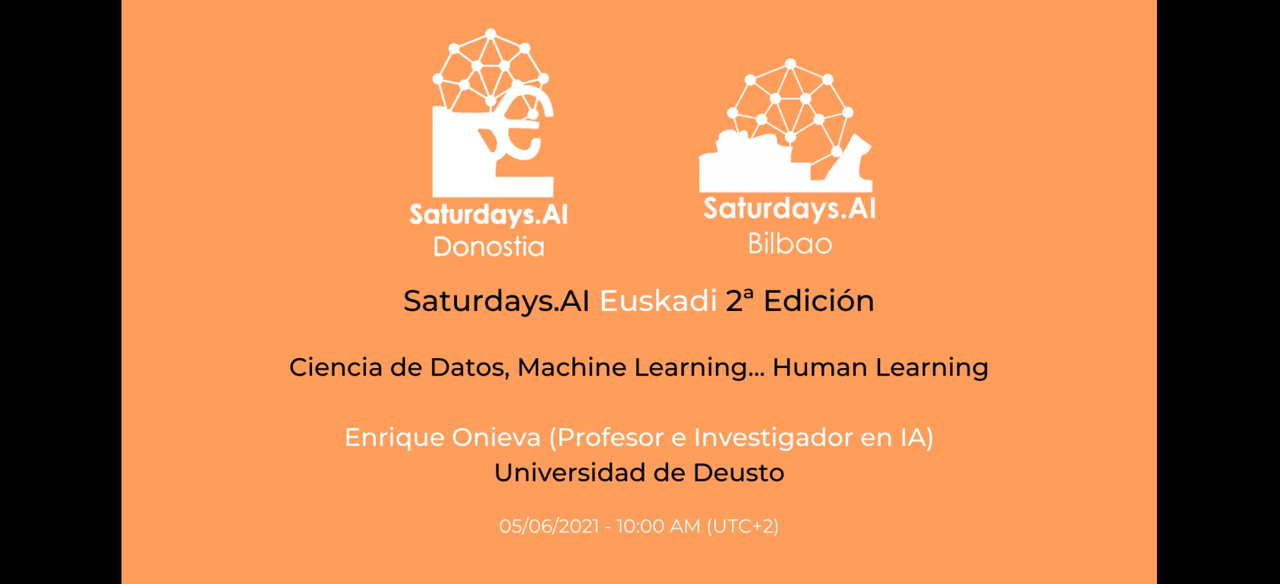 Saturdays.AI
Donostia
Saturdays.AI
Bilbao
Saturdays.AI Euskadi 2ª Edición
Ciencia de Datos, Machine Learning... Human Learning
Enrique Onieva (Profesor e Investigador en IA)
Universidad de Deusto
05/06/2021 - 10:00 AM (UTC+2)